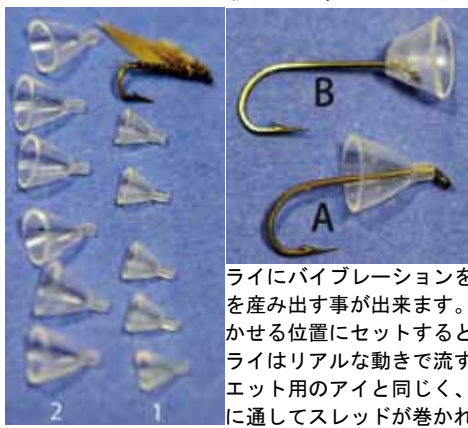 B
A
ライにバイブレーションを
を産み出す事が出来ます。
かせる位置にセットすると
ライはリアルな動きで流す
エット用のアイと同じく、
に通してスレッドが巻かれ
2 1